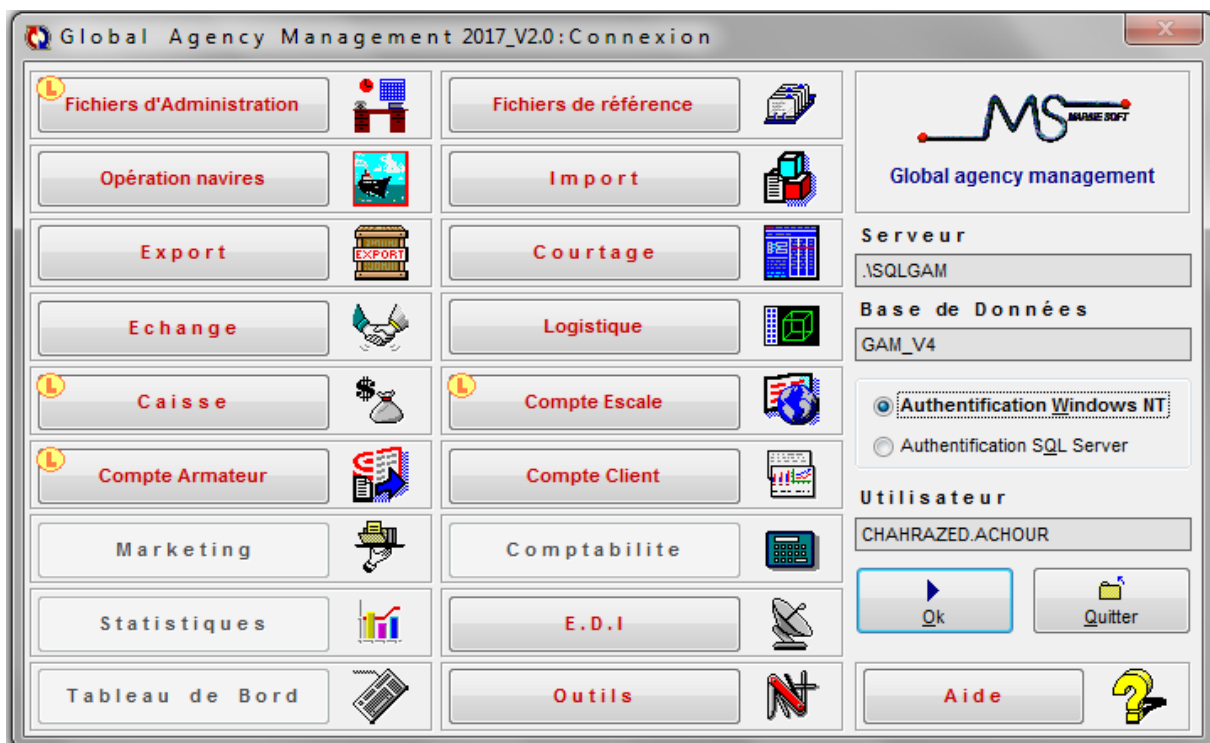 Global Agency Management 2017_V2.0:Connexion
L
Fichiers d'Administration
Fichiers de référence
MS
MARBLE SOFT
Global agency management
Opération navires
Import
Export
EXPORT
Courtage
Serveur
.\SQLGAM
Echange
Logistique
Base de Données
GAM_V4
L
Caisse
$
L
Compte Escale
Authentification Windows NT
Authentification SQL Server
L
Compte Armateur
Compte Client
Utilisateur
CHAHRAZED.ACHOUR
Marketing
Comptabilite
Ok
Quitter
Statistiques
E.D.I
Tableau de Bord
Outils
Aide